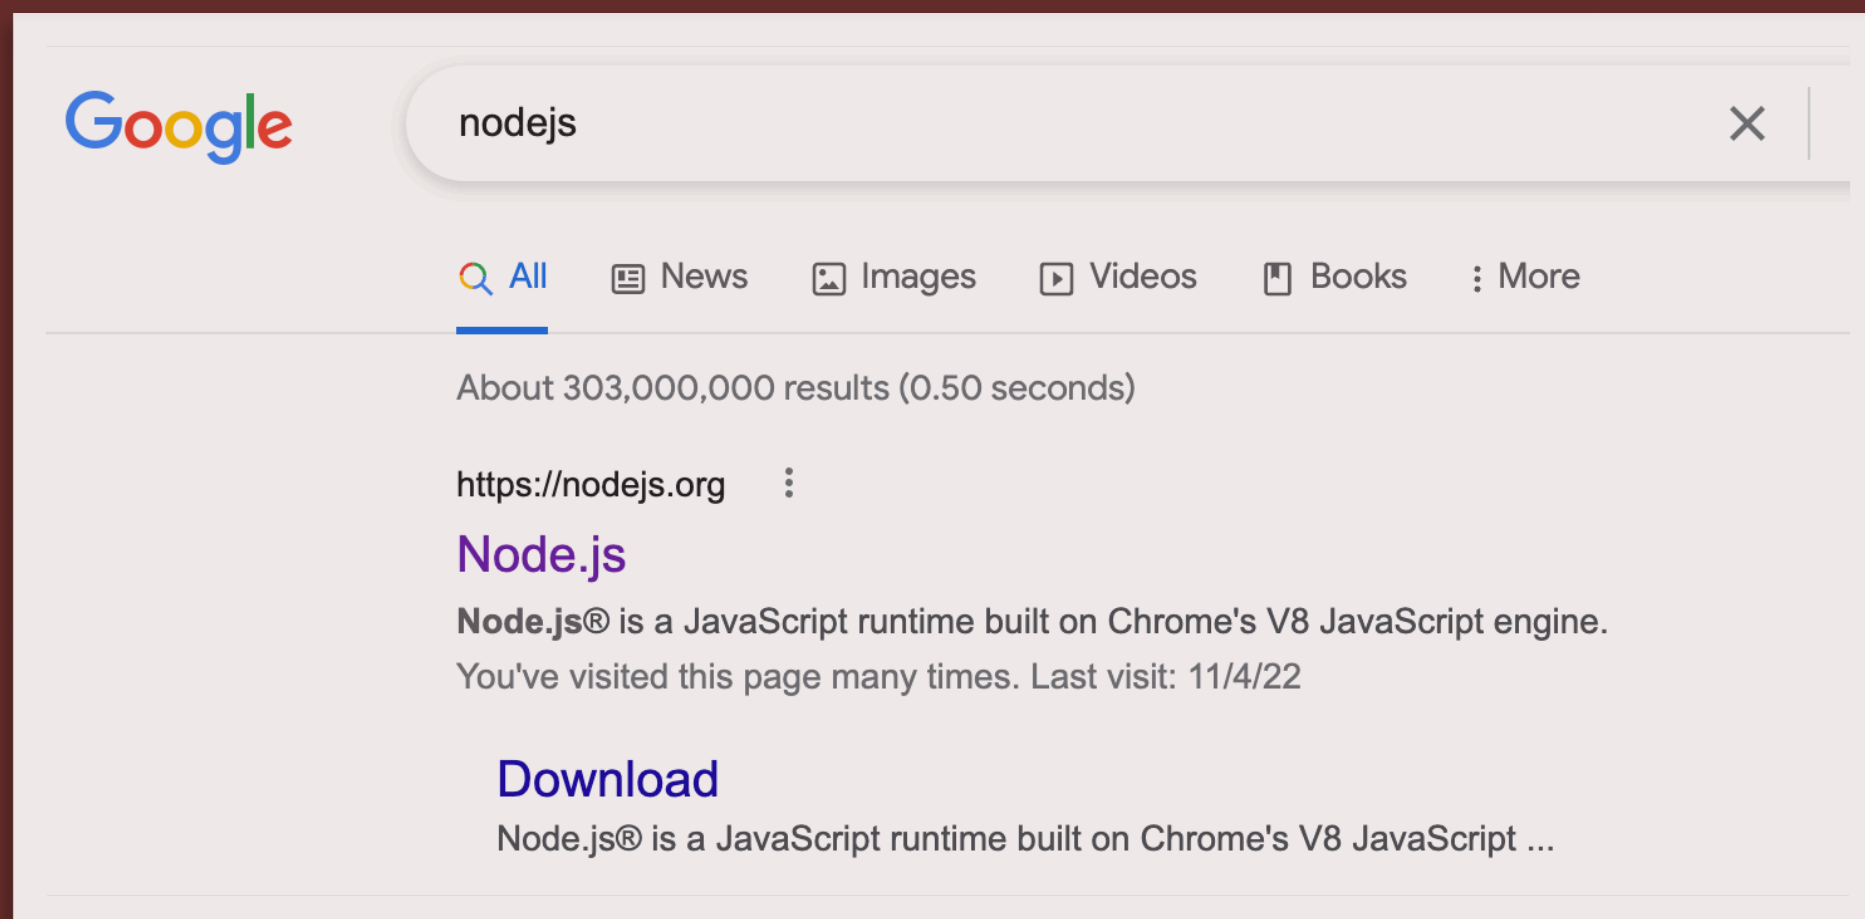 Google
nodejs
All News Images Videos Books More
About 303,000,000 results (0.50 seconds)
https://nodejs.org
Node.js
Node.js® is a JavaScript runtime built on Chrome's V8 JavaScript engine.
You've visited this page many times. Last visit: 11/4/22
Download
Node.js® is a JavaScript runtime built on Chrome's V8 JavaScript ...